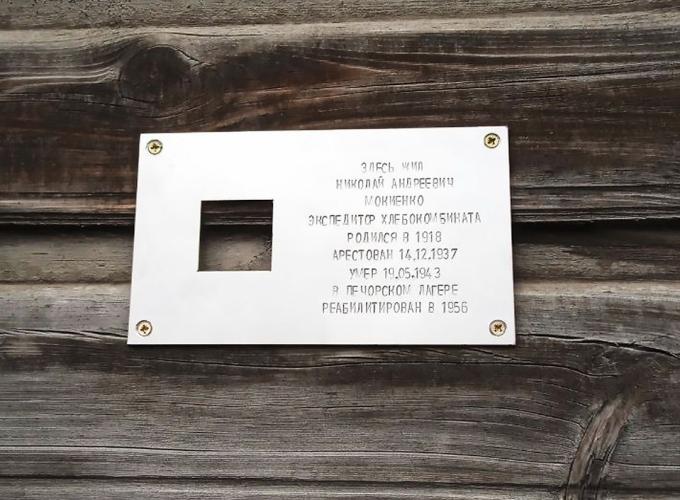 ЗДЕСЬ ЖИЛ
НИКОЛАЙ АНДРЕЕВИЧ
МОКИЕНКО
ЭКСПЕДИТОР ХЛЕБОКОМБИНАТА
РОДИЛСЯ В 1918
АРЕСТОВАН 14.12.1937
УМЕР 19.05.1943
В ПЕЧОРСКОМ ЛАГЕРЕ
РЕАБИЛИТИРОВАН В 1956